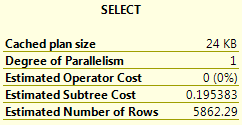 SELECT
Cached plan size 24 KB
Degree of Parallelism 1
Estimated Operator Cost 0 (0%)
Estimated Subtree Cost 0.195383
Estimated Number of Rows 5862.29